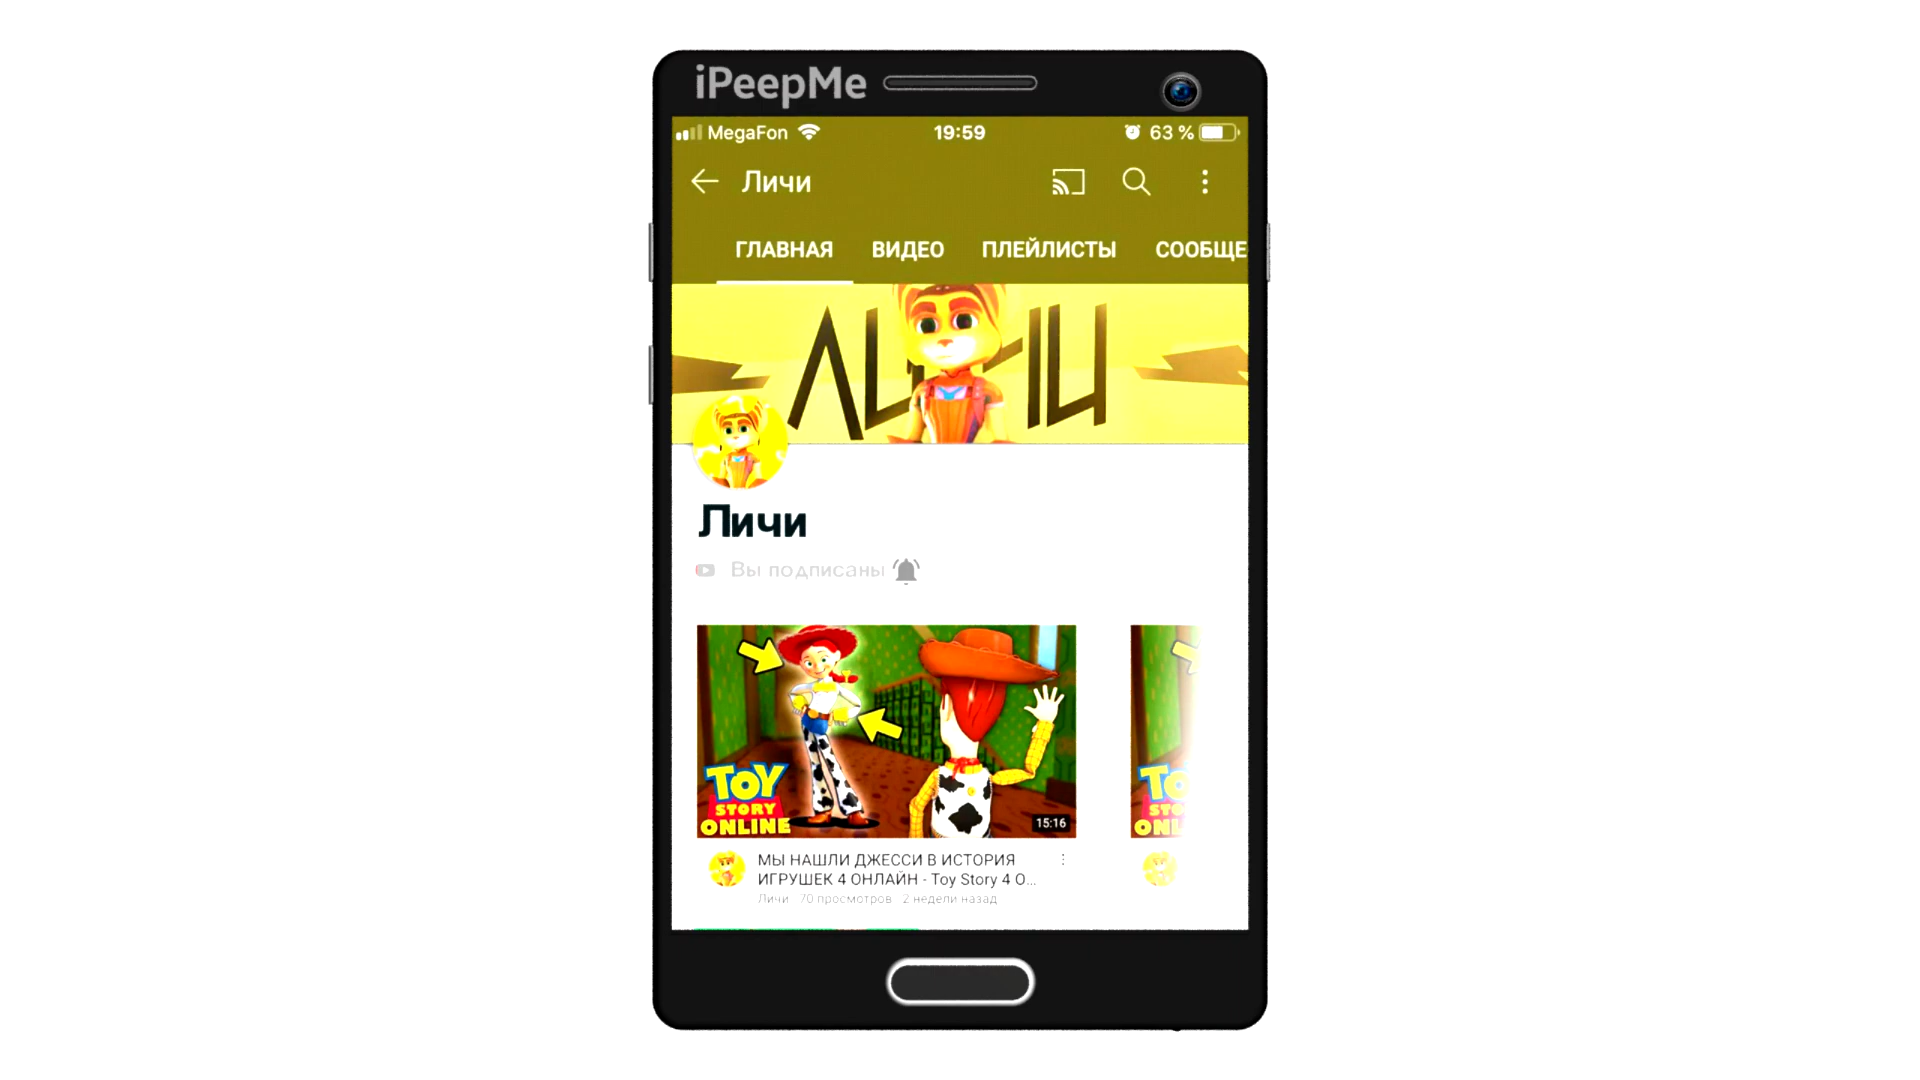 iPeepMe
MegaFon 19:59 63 %
Личи
ГЛАВНАЯ ВИДЕО ПЛЕЙЛИСТЫ СООБЩЕ
Личи
Вы подписаны
TOY
STORY
ONLINE
15:16
МЫ НАШЛИ ДЖЕССИ В ИСТОРИЯ
ИГРУШЕК 4 ОНЛАЙН - Toy Story 4 O...
Личи 70 просмотров 2 недели назад